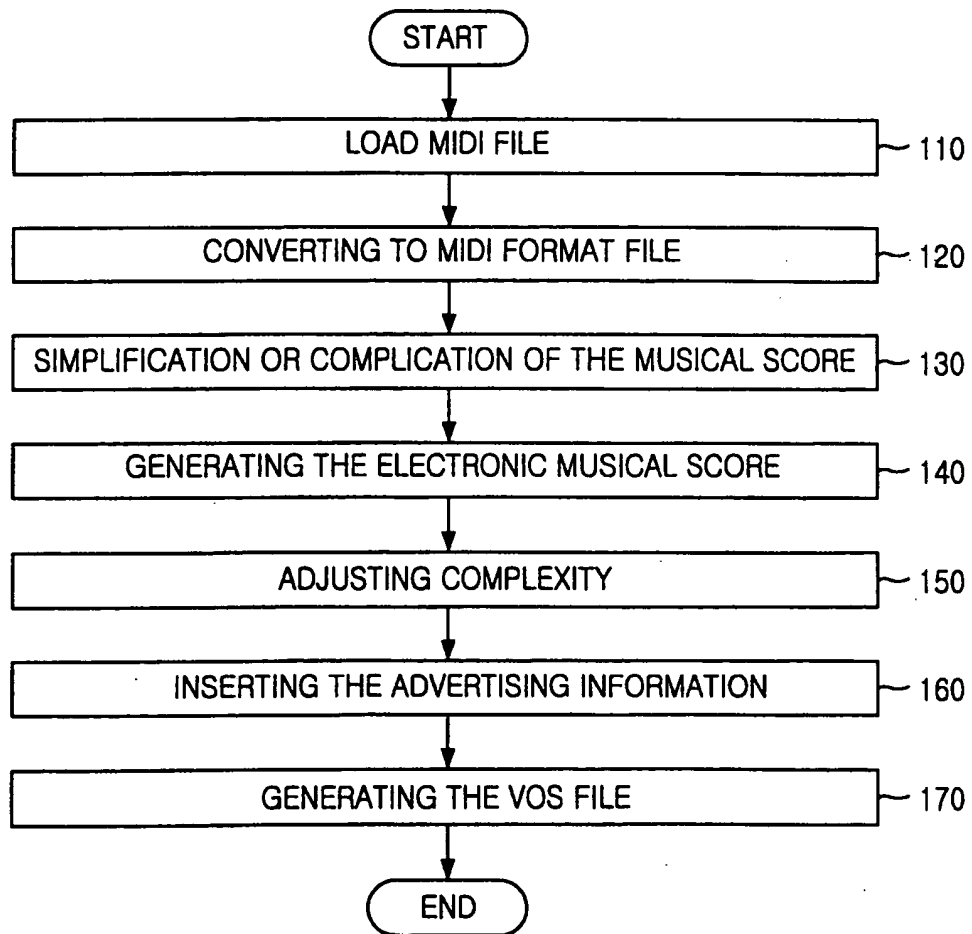 START
LOAD MIDI FILE 110
CONVERTING TO MIDI FORMAT FILE 120
SIMPLIFICATION OR COMPLICATION OF THE MUSICAL SCORE 130
GENERATING THE ELECTRONIC MUSICAL SCORE 140
ADJUSTING COMPLEXITY 150
INSERTING THE ADVERTISING INFORMATION 160
GENERATING THE VOS FILE 170
END